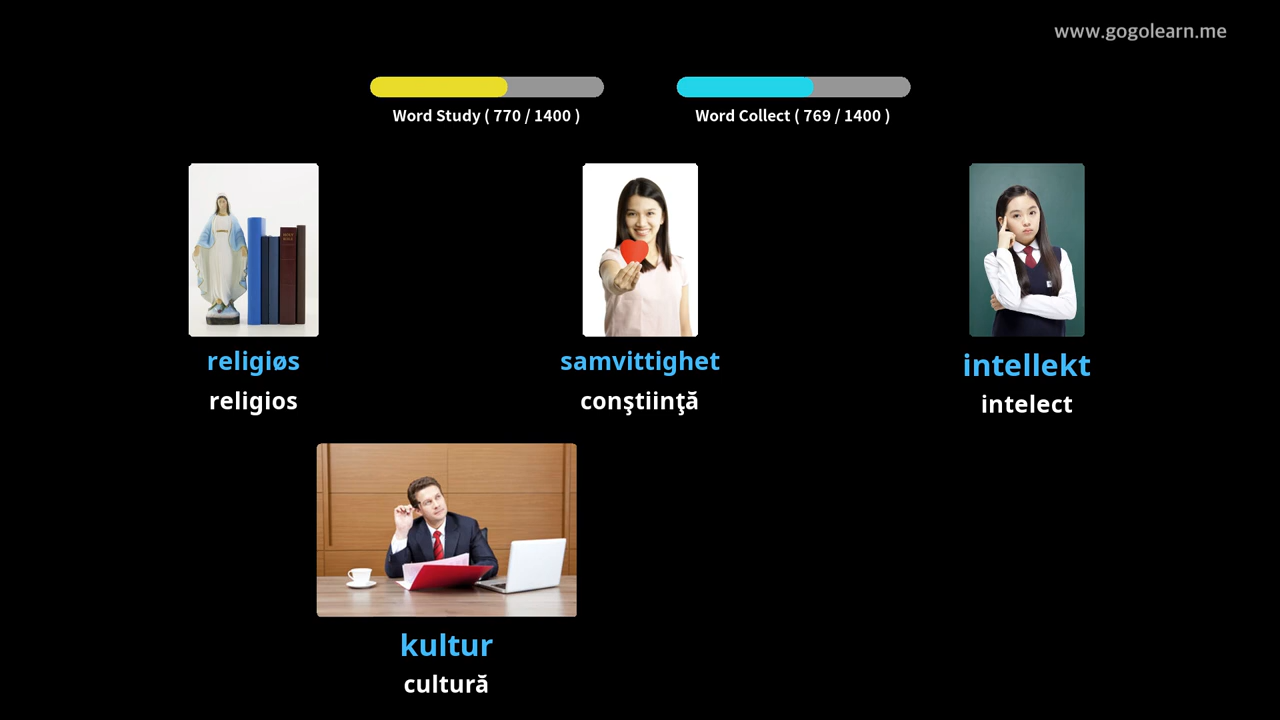 www.gogolearn.me
Word Study ( 770 / 1400 )
Word Collect ( 769 / 1400 )
religiøs
samvittighet
intellekt
religios
conştiinţă
intelect
kultur
cultură